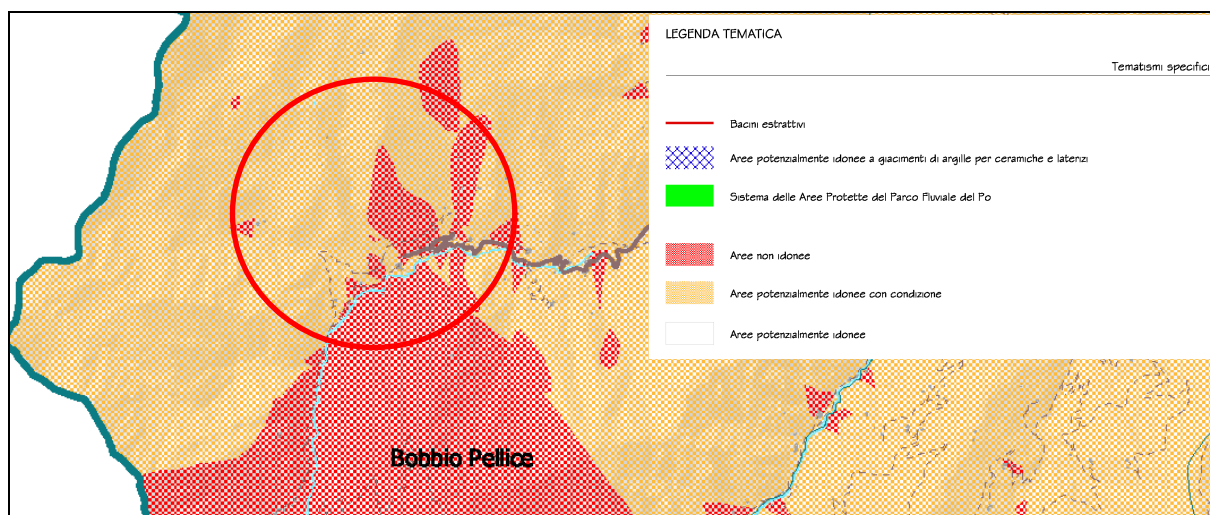 LEGENDA TEMATICA
Tematismi specifici
Bacini estrattivi
Aree potenzialmente idonee a giacimenti di argille per ceramiche e laterizi
Sistema delle Aree Protette del Parco Fluviale del Po
Aree non idonee
Aree potenzialmente idonee con condizione
Aree potenzialmente idonee
Bobbio Pellice